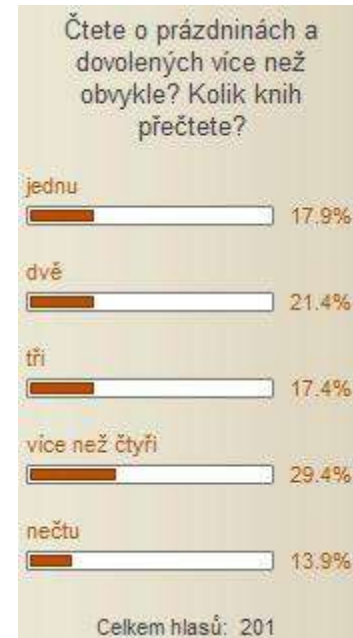 Čtete o prázdninách a
dovolených více než
obvykle? Kolik knih
přečtete?
jednu
17.9%
dvě
21.4%
tři
17.4%
více než čtyři
29.4%
nečtu
13.9%
Celkem hlasů: 201